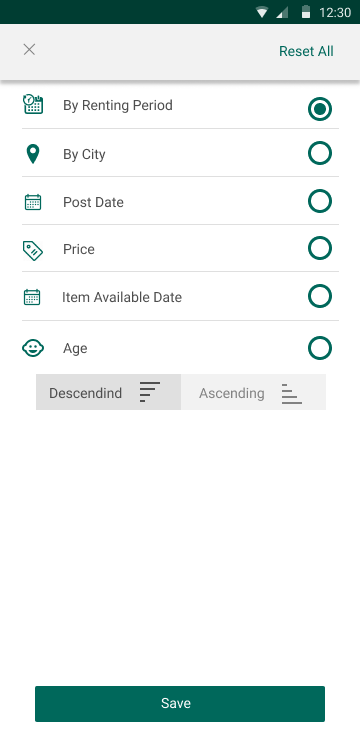 12:30
Reset All
By Renting Period
By City
Post Date
Price
Item Available Date
Age
Descendind
Ascending
Save